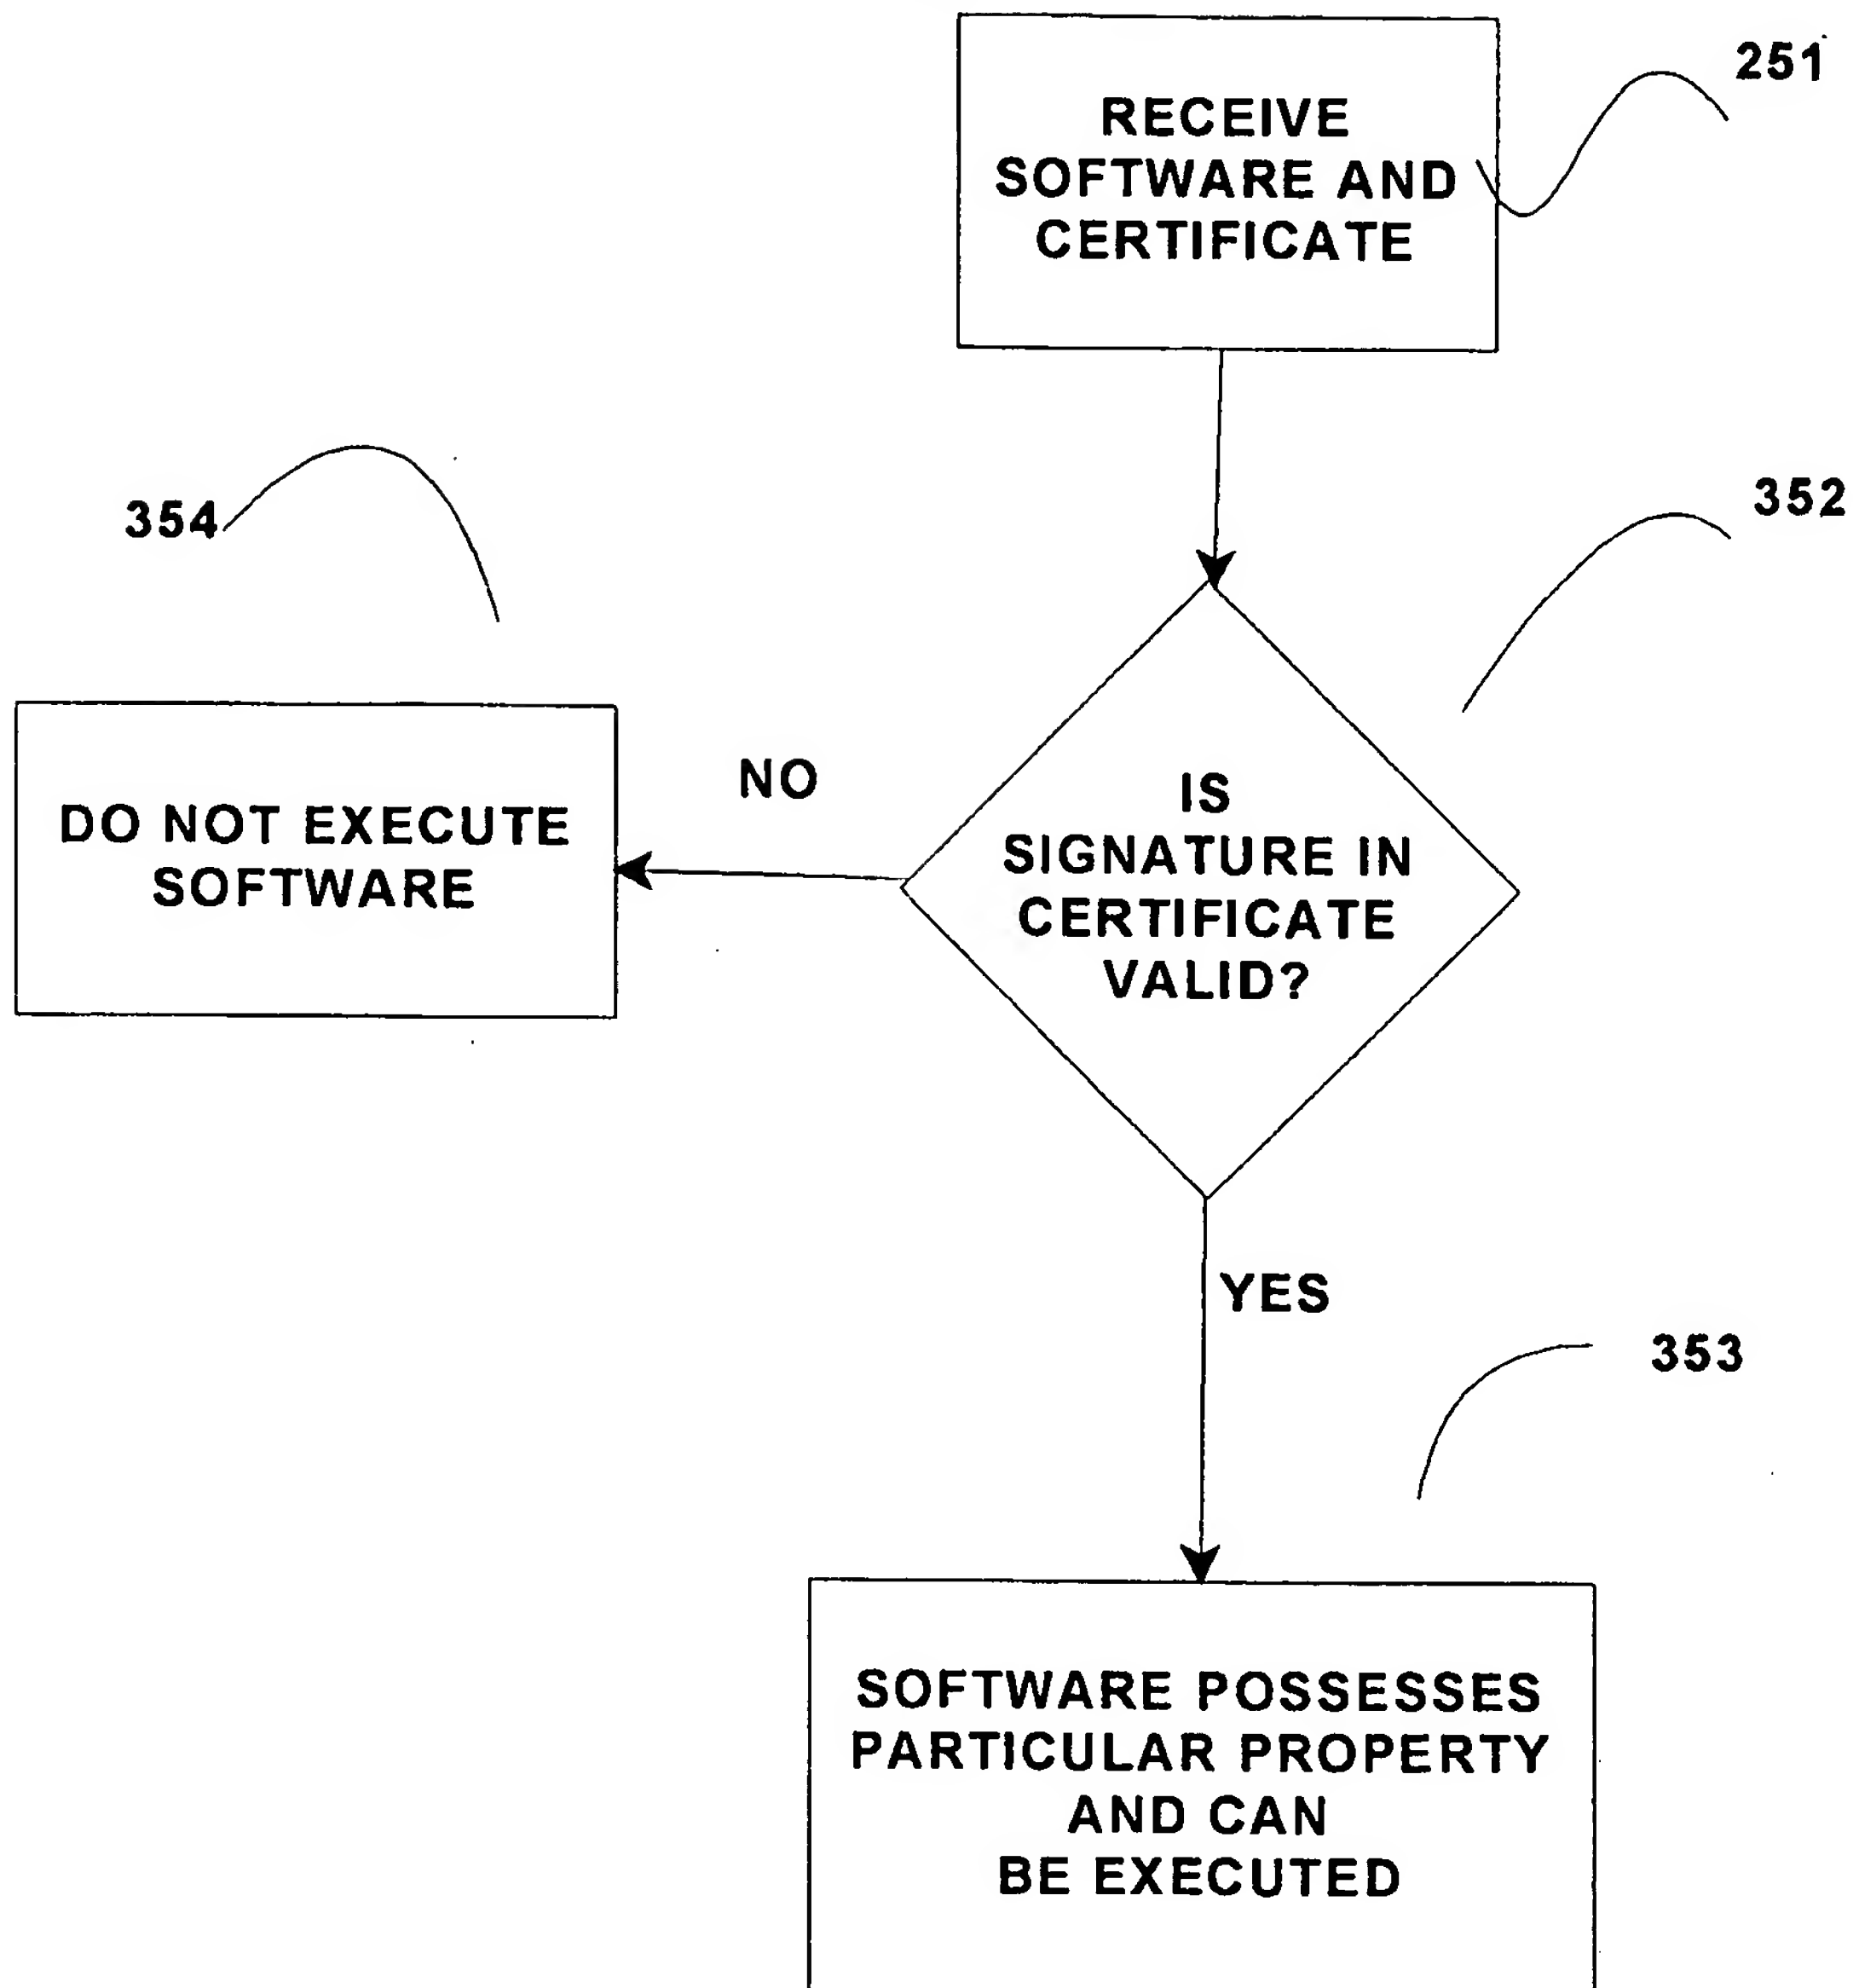 251
RECEIVE
SOFTWARE AND
CERTIFICATE
354
352
NO
DO NOT EXECUTE
SOFTWARE
IS
SIGNATURE IN
CERTIFICATE
VALID?
YES
353
SOFTWARE POSSESSES
PARTICULAR PROPERTY
AND CAN
BE EXECUTED